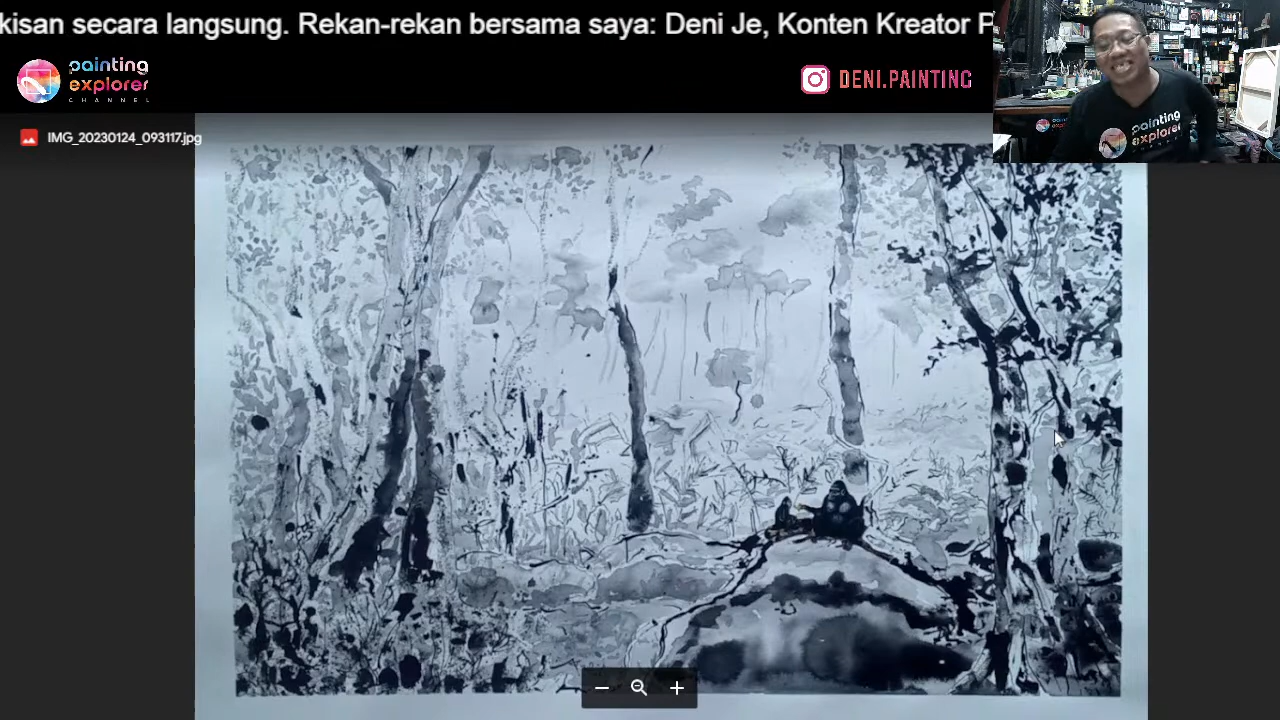 kisan secara langsung. Rekan-rekan bersama saya: Deni Je, Konten Kreator P
painting
explorer
CHANNEL
DENI.PAINTING
IMG_20230124_093117.jpg
painting
explorer